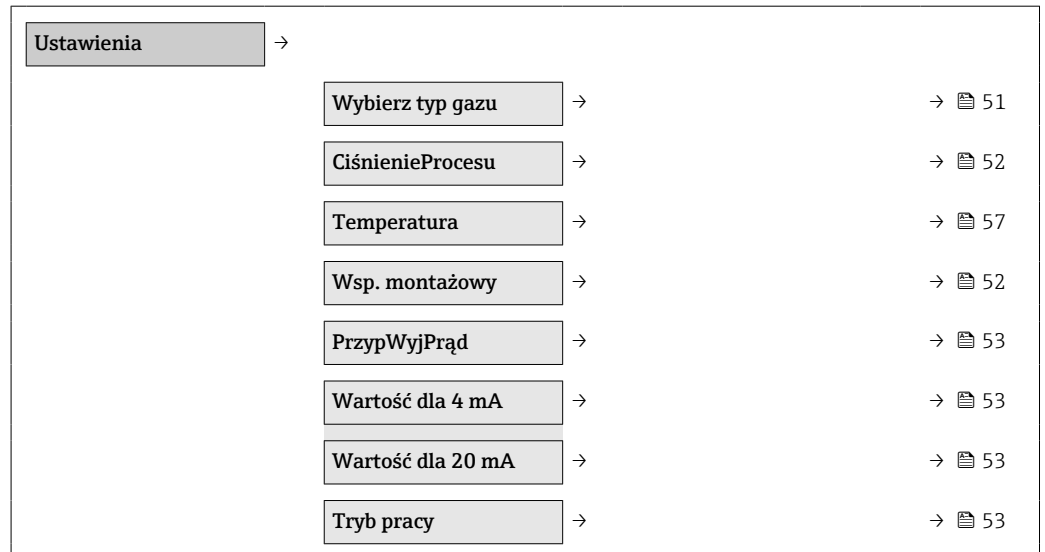 Ustawienia →
Wybierz typ gazu → → 51
CiśnienieProcesu → → 52
Temperatura → → 57
Wsp. montażowy → → 52
PrzypWyjPrąd → → 53
Wartość dla 4 mA → → 53
Wartość dla 20 mA → → 53
Tryb pracy → → 53